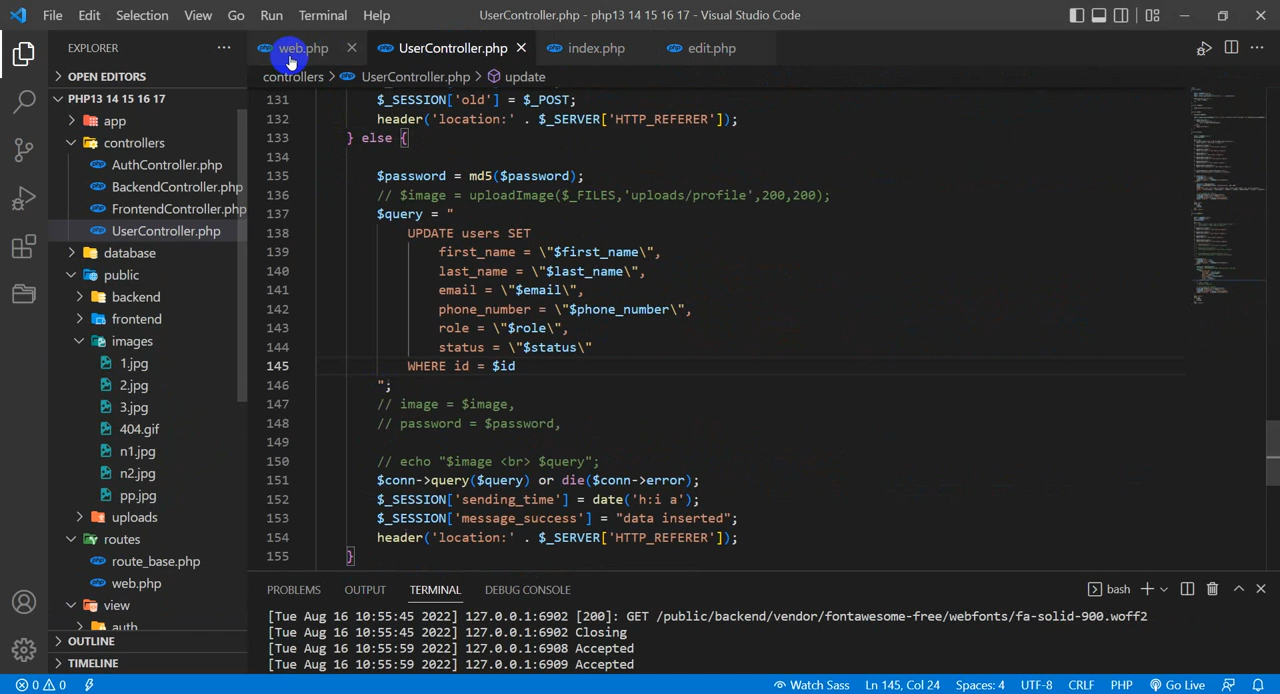 File Edit Selection View Go Run Terminal Help UserController.php - php13 14 15 16 17 - Visual Studio Code
EXPLORER
OPEN EDITORS
PHP13 14 15 16 17
app
controllers
AuthController.php
BackendController.php
FrontendController.php
UserController.php
database
public
backend
frontend
images
1.jpg
2.jpg
3.jpg
404.gif
n1.jpg
n2.jpg
pp.jpg
uploads
routes
route_base.php
web.php
view
auth
OUTLINE
TIMELINE
web.php UserController.php index.php edit.php
controllers > UserController.php > update
131 $_SESSION['old'] = $_POST;
132 header('location:' . $_SERVER['HTTP_REFERER']);
133 } else {
134
135 $password = md5($password);
136 // $image = uploadImage($_FILES,'uploads/profile',200,200);
137 $query = "
138 UPDATE users SET
139 first_name = \"$first_name\",
140 last_name = \"$last_name\",
141 email = \"$email\",
142 phone_number = \"$phone_number\",
143 role = \"$role\",
144 status = \"$status\"
145 WHERE id = $id
146 ";
147 // image = $image,
148 // password = $password,
149
150 // echo "$image <br> $query";
151 $conn->query($query) or die($conn->error);
152 $_SESSION['sending_time'] = date('h:i a');
153 $_SESSION['message_success'] = "data inserted";
154 header('location:' . $_SERVER['HTTP_REFERER']);
155 }
PROBLEMS OUTPUT TERMINAL DEBUG CONSOLE bash
[Tue Aug 16 10:55:45 2022] 127.0.0.1:6902 [200]: GET /public/backend/vendor/fontawesome-free/webfonts/fa-solid-900.woff2
[Tue Aug 16 10:55:45 2022] 127.0.0.1:6902 Closing
[Tue Aug 16 10:55:59 2022] 127.0.0.1:6908 Accepted
[Tue Aug 16 10:55:59 2022] 127.0.0.1:6909 Accepted
0 0 Watch Sass Ln 145, Col 24 Spaces: 4 UTF-8 CRLF PHP Go Live